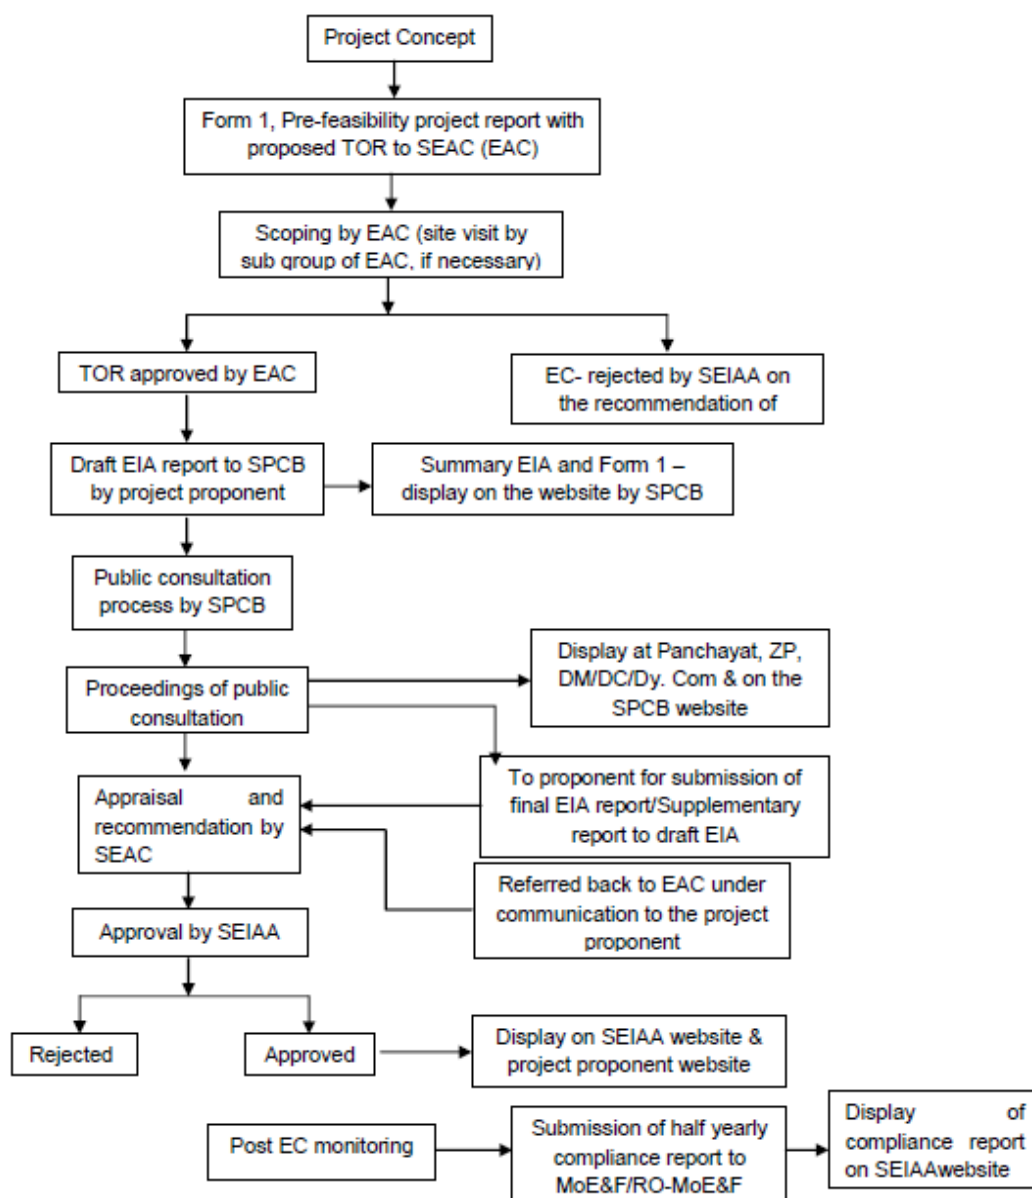 Project Concept
Form 1, Pre-feasibility project report with
proposed TOR to SEAC (EAC)
Scoping by EAC (site visit by
sub group of EAC, if necessary)
TOR approved by EAC
EC- rejected by SEIAA on
the recommendation of
Draft EIA report to SPCB
by project proponent
Summary EIA and Form 1 –
display on the website by SPCB
Public consultation
process by SPCB
Proceedings of public
consultation
Display at Panchayat, ZP,
DM/DC/Dy. Com & on the
SPCB website
To proponent for submission of
final EIA report/Supplementary
report to draft EIA
Appraisal and
recommendation by
SEAC
Referred back to EAC under
communication to the project
proponent
Approval by SEIAA
Rejected
Approved
Display on SEIAA website &
project proponent website
Post EC monitoring
Submission of half yearly
compliance report to
MoE&F/RO-MoE&F
Display of
compliance report
on SEIAAwebsite